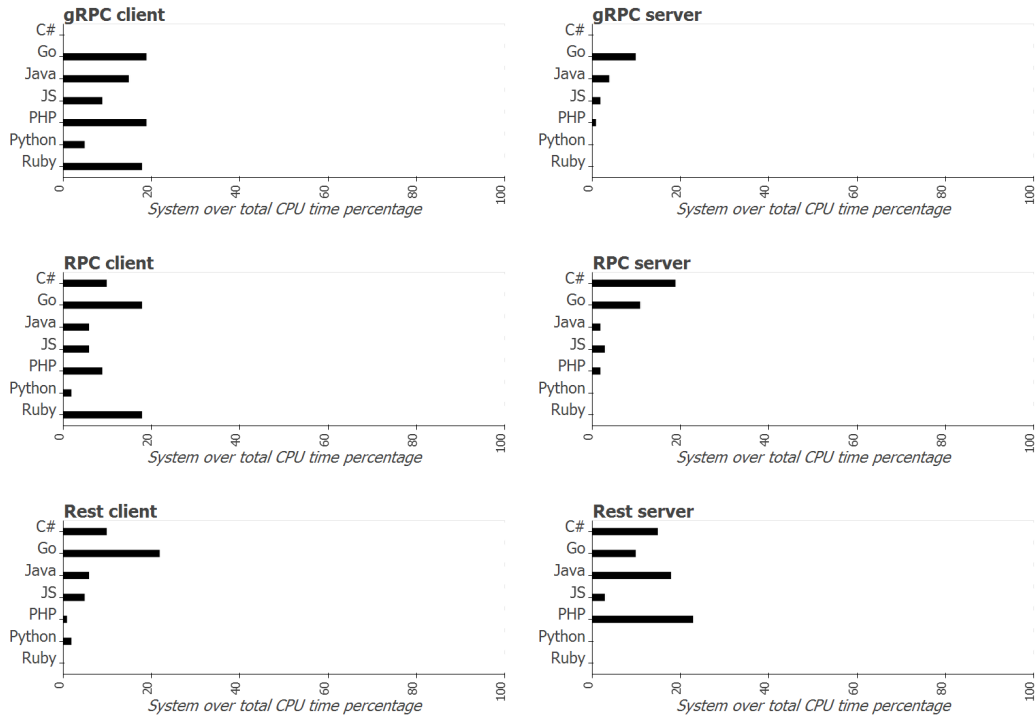 gRPC client
C#
Go
Java
JS
PHP
Python
Ruby
0 20 40 60 80 100
System over total CPU time percentage
gRPC server
C#
Go
Java
JS
PHP
Python
Ruby
0 20 40 60 80 100
System over total CPU time percentage
RPC client
C#
Go
Java
JS
PHP
Python
Ruby
0 20 40 60 80 100
System over total CPU time percentage
RPC server
C#
Go
Java
JS
PHP
Python
Ruby
0 20 40 60 80 100
System over total CPU time percentage
Rest client
C#
Go
Java
JS
PHP
Python
Ruby
0 20 40 60 80 100
System over total CPU time percentage
Rest server
C#
Go
Java
JS
PHP
Python
Ruby
0 20 40 60 80 100
System over total CPU time percentage